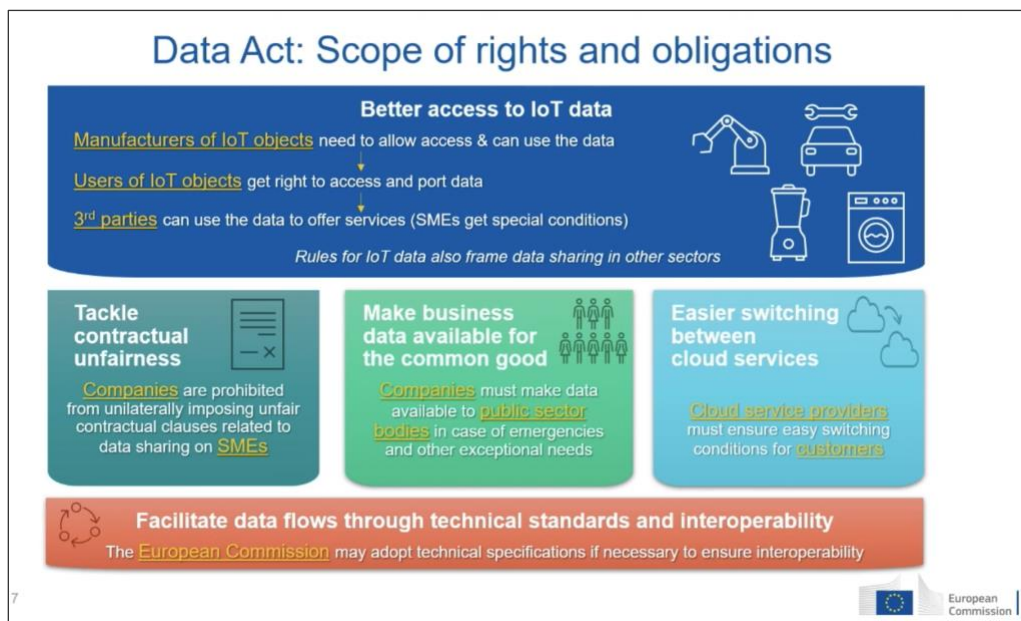 Data Act: Scope of rights and obligations
Better access to IoT data
Manufacturers of IoT objects need to allow access & can use the data
Users of IoT objects get right to access and port data
3rd parties can use the data to offer services (SMEs get special conditions)
Rules for IoT data also frame data sharing in other sectors
Tackle
contractual
unfairness
Companies are prohibited
from unilaterally imposing unfair
contractual clauses related to
data sharing on SMEs
Make business
data available for
the common good
Companies must make data
available to public sector
bodies in case of emergencies
and other exceptional needs
Easier switching
between
cloud services
Cloud service providers
must ensure easy switching
conditions for customers
Facilitate data flows through technical standards and interoperability
The European Commission may adopt technical specifications if necessary to ensure interoperability
7
European
Commission